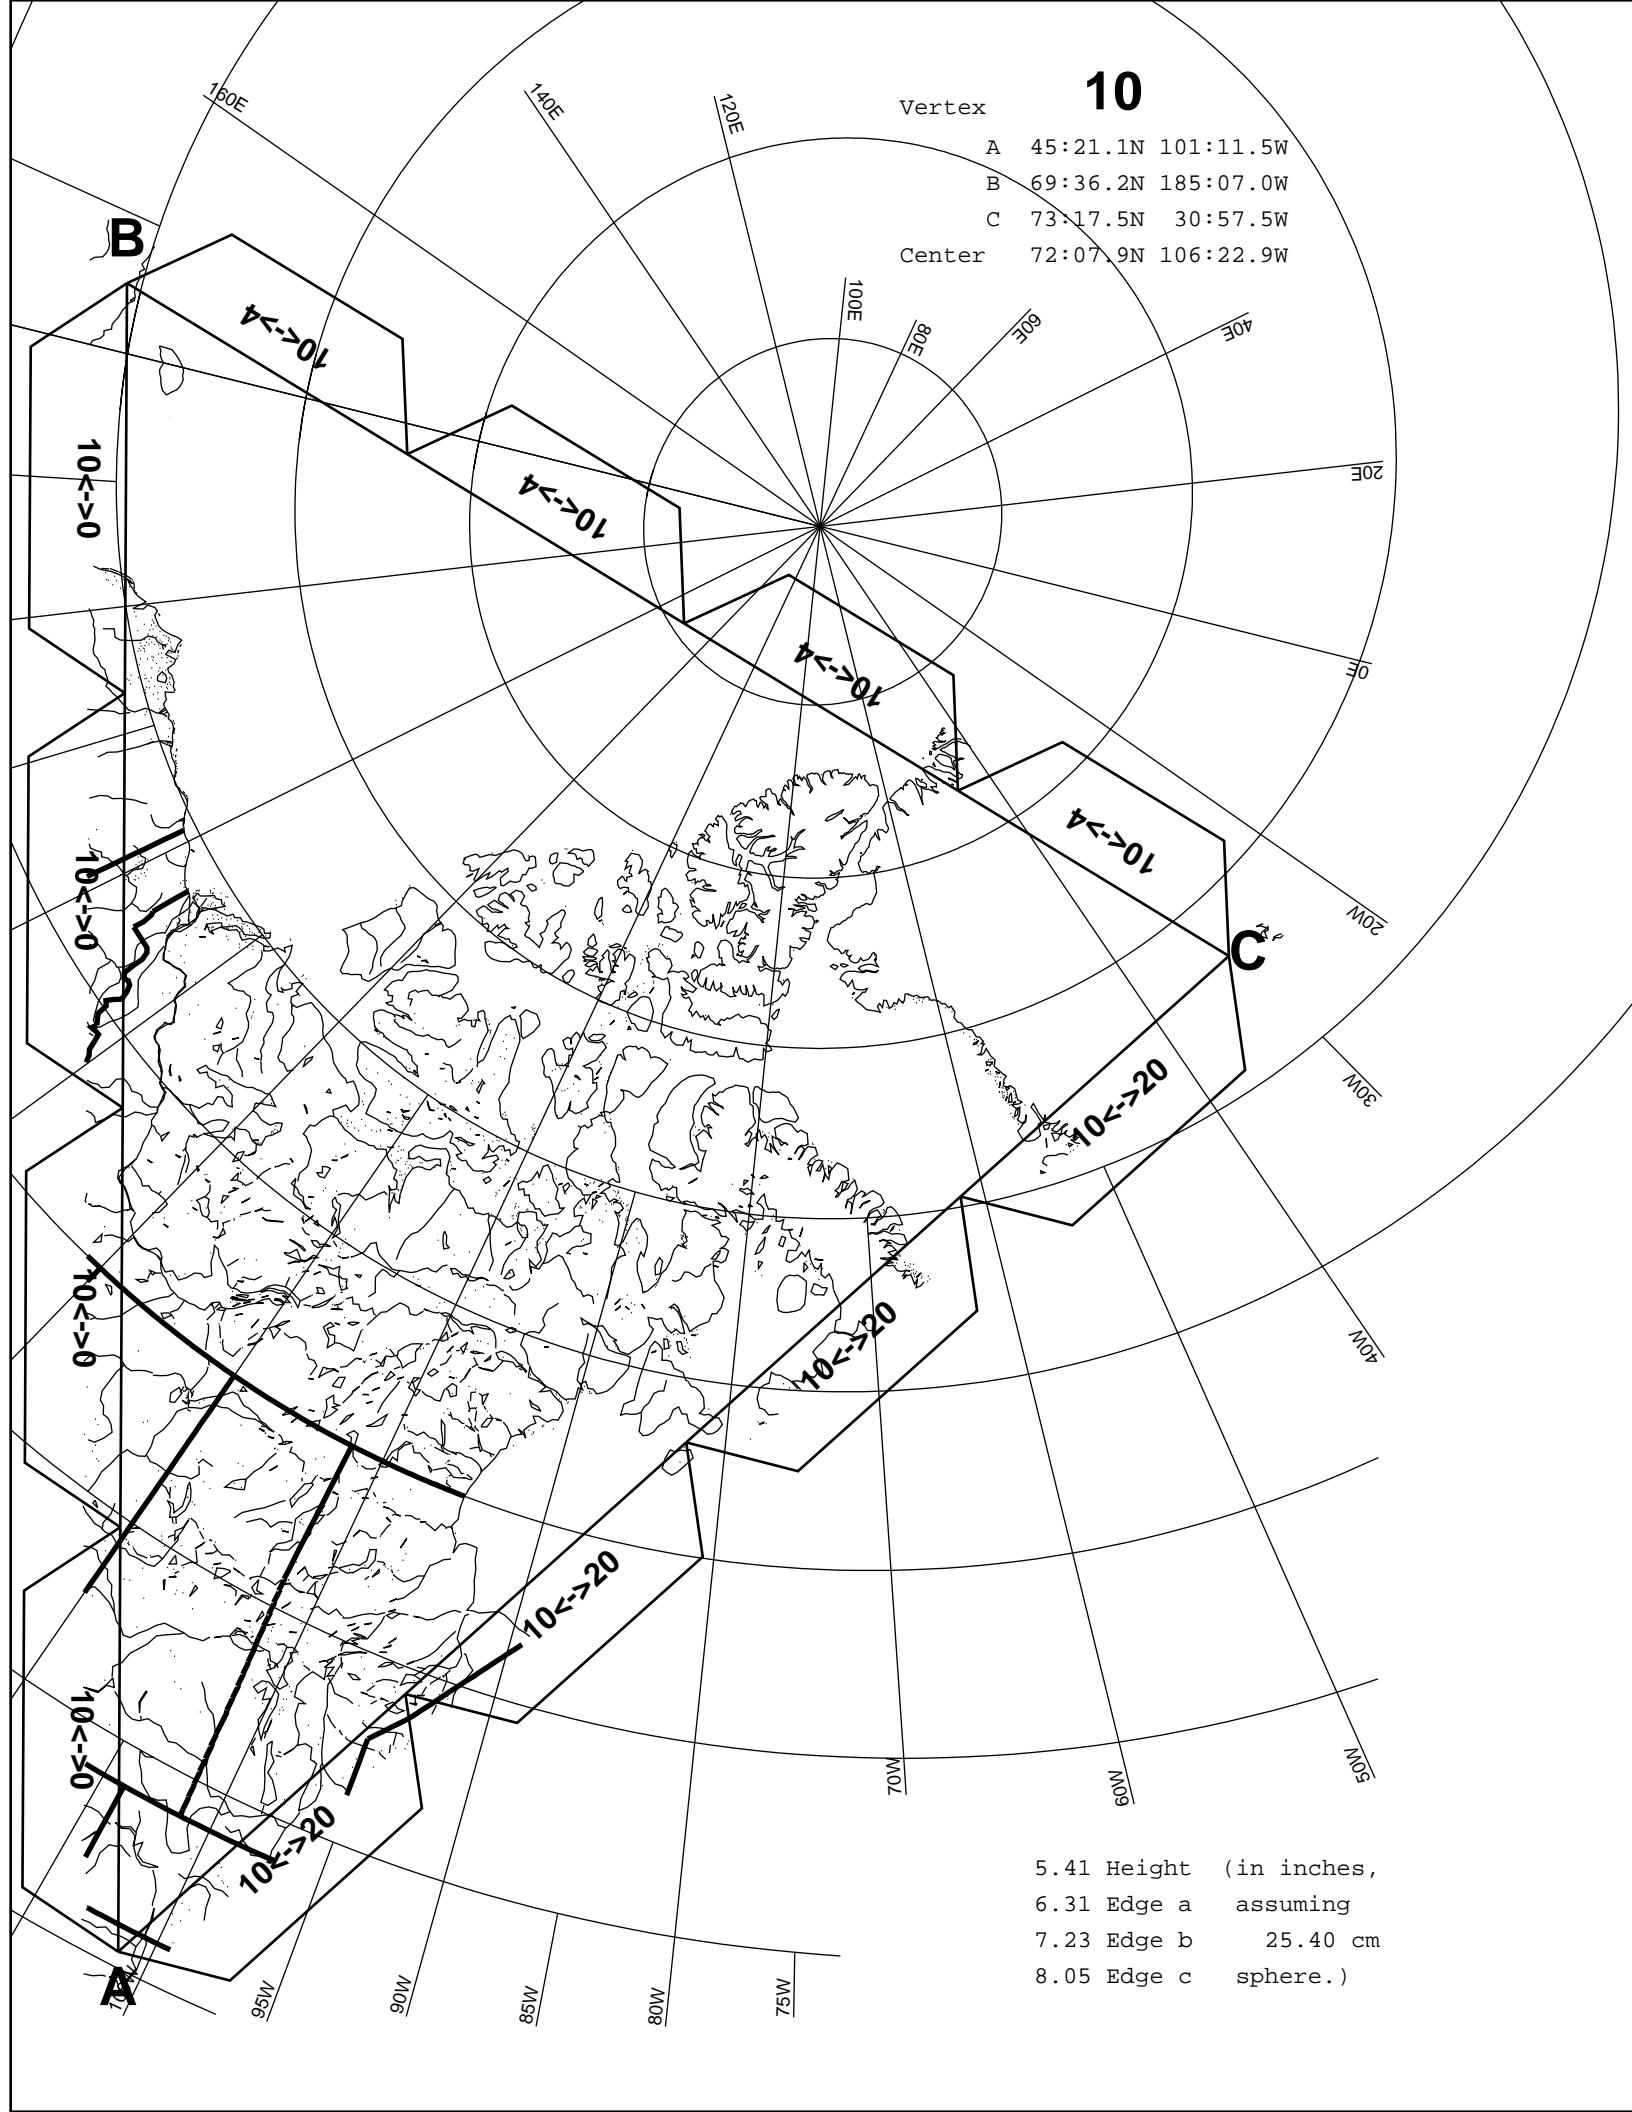 160E
140E
120E
Vertex 10
A 45:21.1N 101:11.5W
B 69:36.2N 185:07.0W
C 73:17.5N 30:57.5W
Center 72:07.9N 106:22.9W
B
100E
80E
60E
40E
10<->4
10<->0
10<->4
20E
0E
10<->4
10<->4
10<->0
20W
C
30W
10<->20
10<->0
10<->20
40W
10<->20
10<->0
70W
60W
50W
10<->20
5.41 Height (in inches,
6.31 Edge a assuming
7.23 Edge b 25.40 cm
8.05 Edge c sphere.)
A
95W
90W
85W
80W
75W